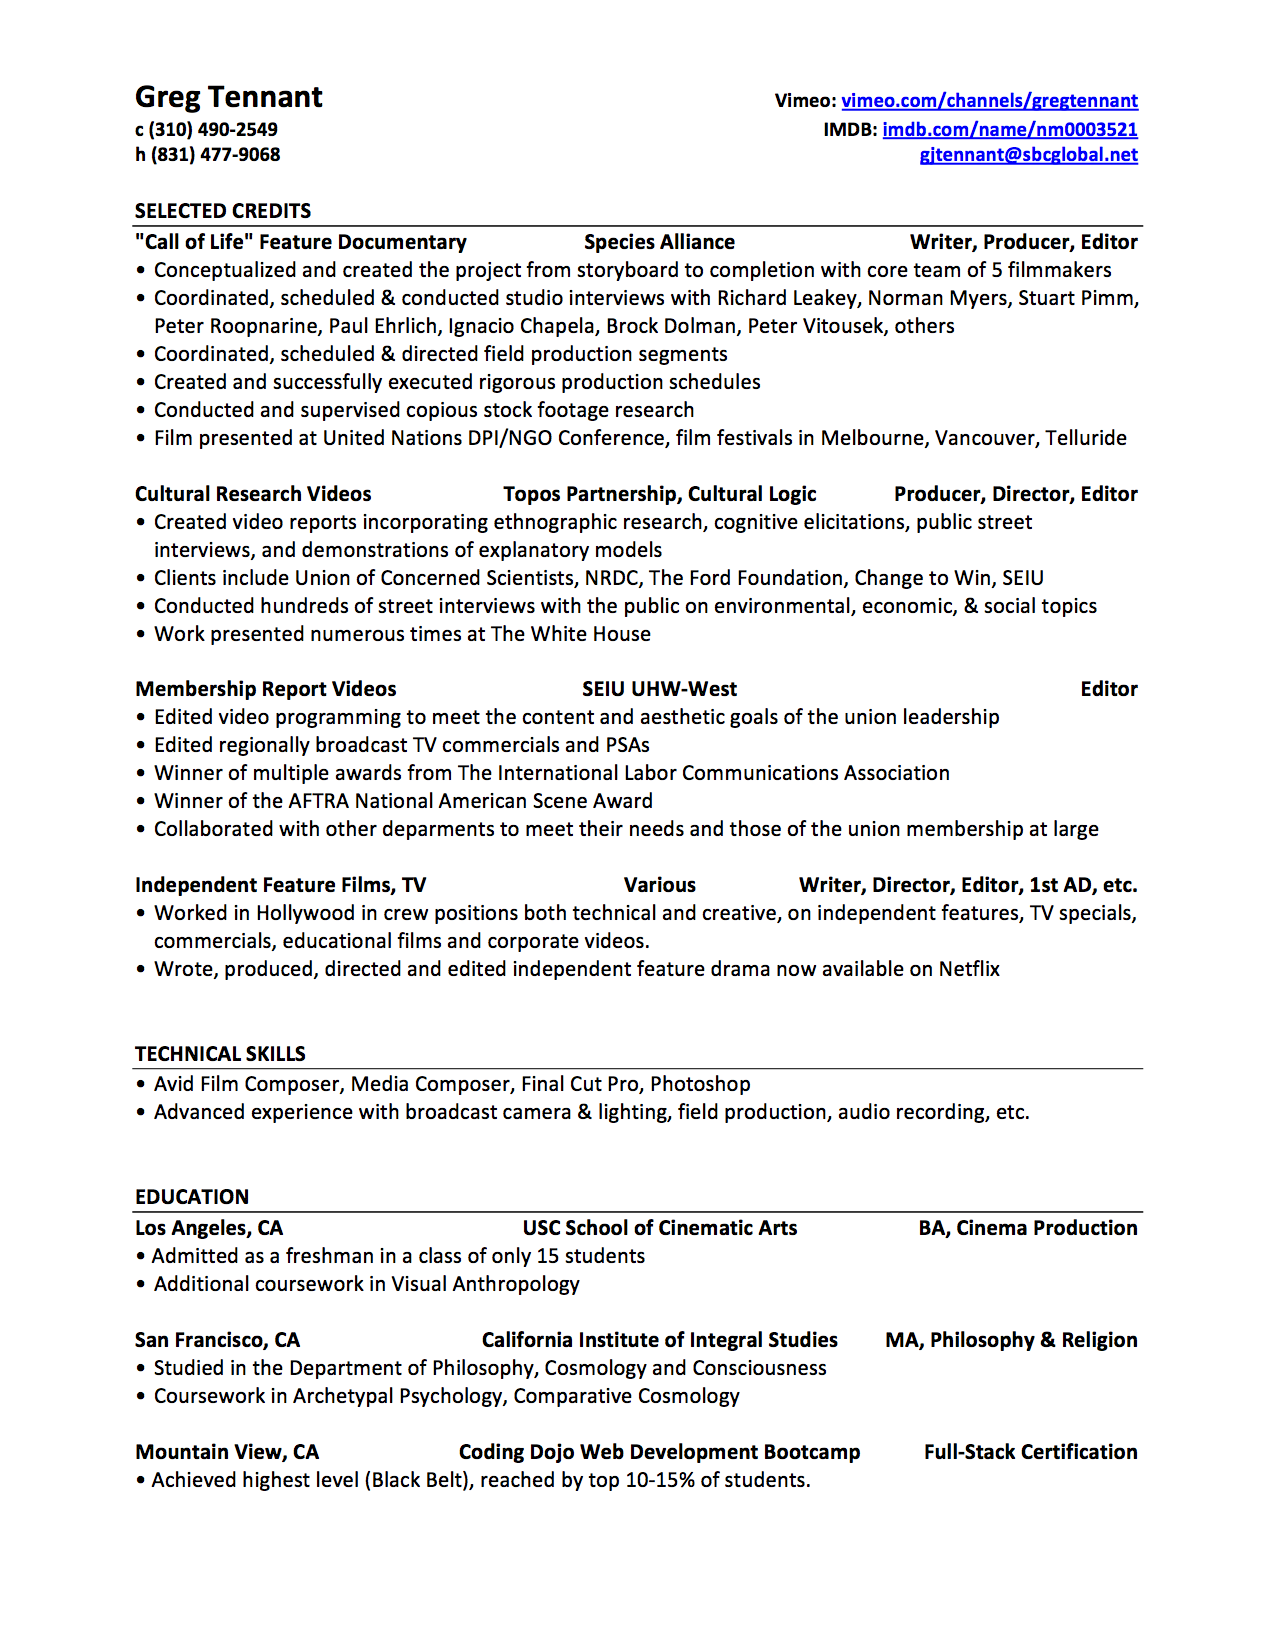 Greg Tennant Vimeo: vimeo.com/channels/gregtennant
c (310) 490-2549 IMDB: imdb.com/name/nm0003521
h (831) 477-9068 gjtennant@sbcglobal.net
SELECTED CREDITS
"Call of Life" Feature Documentary Species Alliance Writer, Producer, Editor
• Conceptualized and created the project from storyboard to completion with core team of 5 filmmakers
• Coordinated, scheduled & conducted studio interviews with Richard Leakey, Norman Myers, Stuart Pimm,
Peter Roopnarine, Paul Ehrlich, Ignacio Chapela, Brock Dolman, Peter Vitousek, others
• Coordinated, scheduled & directed field production segments
• Created and successfully executed rigorous production schedules
• Conducted and supervised copious stock footage research
• Film presented at United Nations DPI/NGO Conference, film festivals in Melbourne, Vancouver, Telluride
Cultural Research Videos Topos Partnership, Cultural Logic Producer, Director, Editor
• Created video reports incorporating ethnographic research, cognitive elicitations, public street
interviews, and demonstrations of explanatory models
• Clients include Union of Concerned Scientists, NRDC, The Ford Foundation, Change to Win, SEIU
• Conducted hundreds of street interviews with the public on environmental, economic, & social topics
• Work presented numerous times at The White House
Membership Report Videos SEIU UHW-West Editor
• Edited video programming to meet the content and aesthetic goals of the union leadership
• Edited regionally broadcast TV commercials and PSAs
• Winner of multiple awards from The International Labor Communications Association
• Winner of the AFTRA National American Scene Award
• Collaborated with other deparments to meet their needs and those of the union membership at large
Independent Feature Films, TV Various Writer, Director, Editor, 1st AD, etc.
• Worked in Hollywood in crew positions both technical and creative, on independent features, TV specials,
commercials, educational films and corporate videos.
• Wrote, produced, directed and edited independent feature drama now available on Netflix
TECHNICAL SKILLS
• Avid Film Composer, Media Composer, Final Cut Pro, Photoshop
• Advanced experience with broadcast camera & lighting, field production, audio recording, etc.
EDUCATION
Los Angeles, CA USC School of Cinematic Arts BA, Cinema Production
• Admitted as a freshman in a class of only 15 students
• Additional coursework in Visual Anthropology
San Francisco, CA California Institute of Integral Studies MA, Philosophy & Religion
• Studied in the Department of Philosophy, Cosmology and Consciousness
• Coursework in Archetypal Psychology, Comparative Cosmology
Mountain View, CA Coding Dojo Web Development Bootcamp Full-Stack Certification
• Achieved highest level (Black Belt), reached by top 10-15% of students.